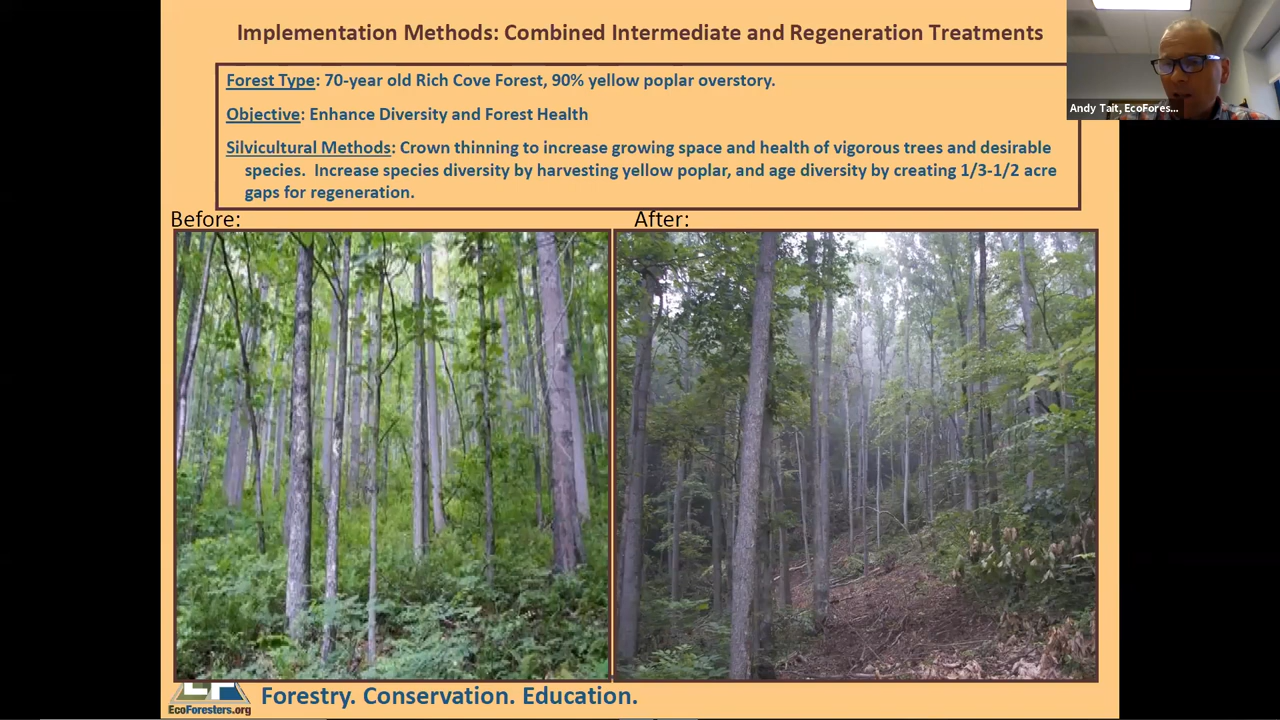 Implementation Methods: Combined Intermediate and Regeneration Treatments
Forest Type: 70-year old Rich Cove Forest, 90% yellow poplar overstory.
Objective: Enhance Diversity and Forest Health
Silvicultural Methods: Crown thinning to increase growing space and health of vigorous trees and desirable
species. Increase species diversity by harvesting yellow poplar, and age diversity by creating 1/3-1/2 acre
gaps for regeneration.
Andy Tait, EcoFores...
Before:
After:
EcoForesters.org
Forestry. Conservation. Education.